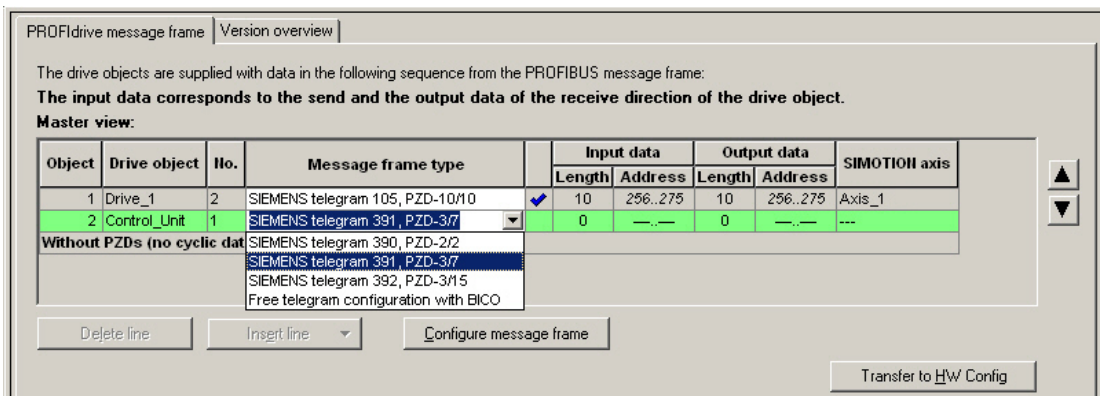 PROFIdrive message frame Version overview
The drive objects are supplied with data in the following sequence from the PROFIBUS message frame:
The input data corresponds to the send and the output data of the receive direction of the drive object.
Master view:
Object Drive object No. Message frame type Input data Output data SIMOTION axis
Length Address Length Address
1 Drive_1 2 SIEMENS telegram 105, PZD-10/10 10 256..275 10 256..275 Axis_1
2 Control_Unit 1 SIEMENS telegram 391, PZD-3/7 0 ---..--- 0 ---..--- ---
Without PZDs (no cyclic dat SIEMENS telegram 390, PZD-2/2
SIEMENS telegram 391, PZD-3/7
SIEMENS telegram 392, PZD-3/15
Free telegram configuration with BICO
Delete line Insert line Configure message frame
Transfer to HW Config